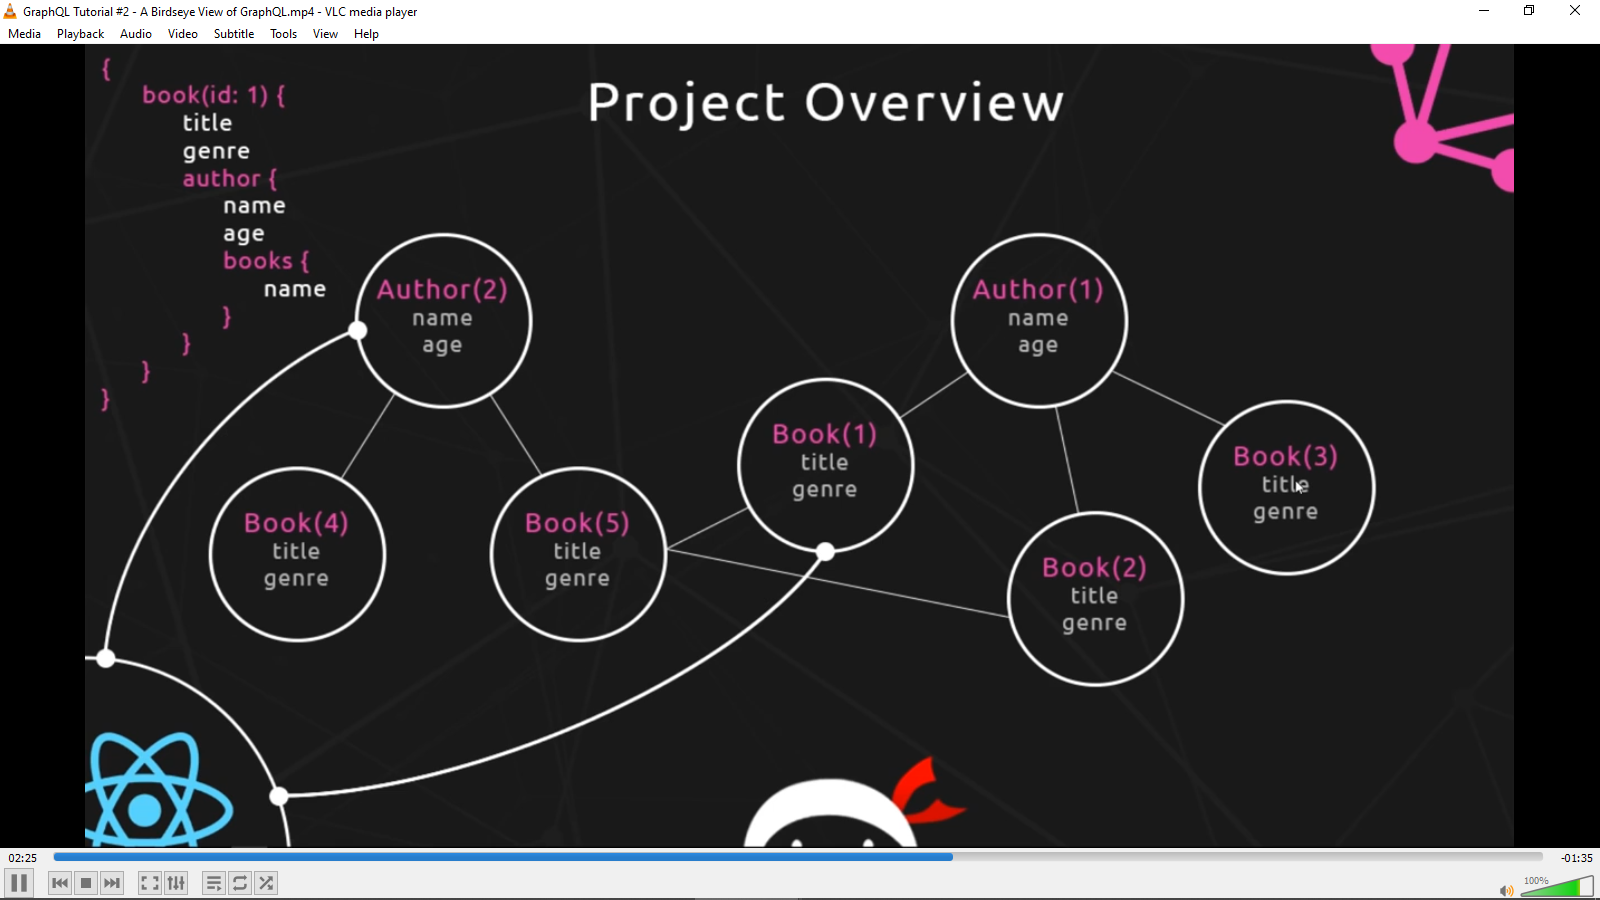 GraphQL Tutorial #2 - A Birdseye View of GraphQL.mp4 - VLC media player
Media Playback Audio Video Subtitle Tools View Help
Project Overview
{
book(id: 1) {
title
genre
author {
name
age
books {
name
}
}
}
}
Author(2)
name
age
Author(1)
name
age
Book(1)
title
genre
Book(3)
title
genre
Book(4)
title
genre
Book(5)
title
genre
Book(2)
title
genre
02:25
-01:35
100%